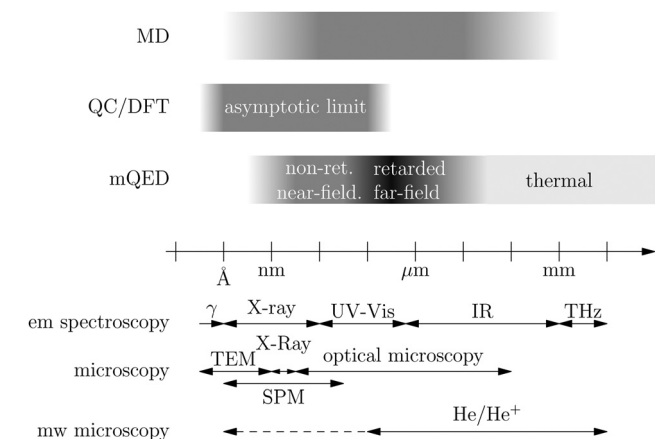 MD
QC/DFT
asymptotic limit
mQED
non-ret. retarded
near-field. far-field
thermal
Å nm μm mm
em spectroscopy
γ X-ray UV-Vis IR THz
microscopy
TEM X-Ray optical microscopy
SPM
mw microscopy
He/He⁺